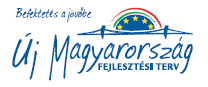 Befektetés a jövőbe
Új Magyarország
FEJLESZTÉSI TERV